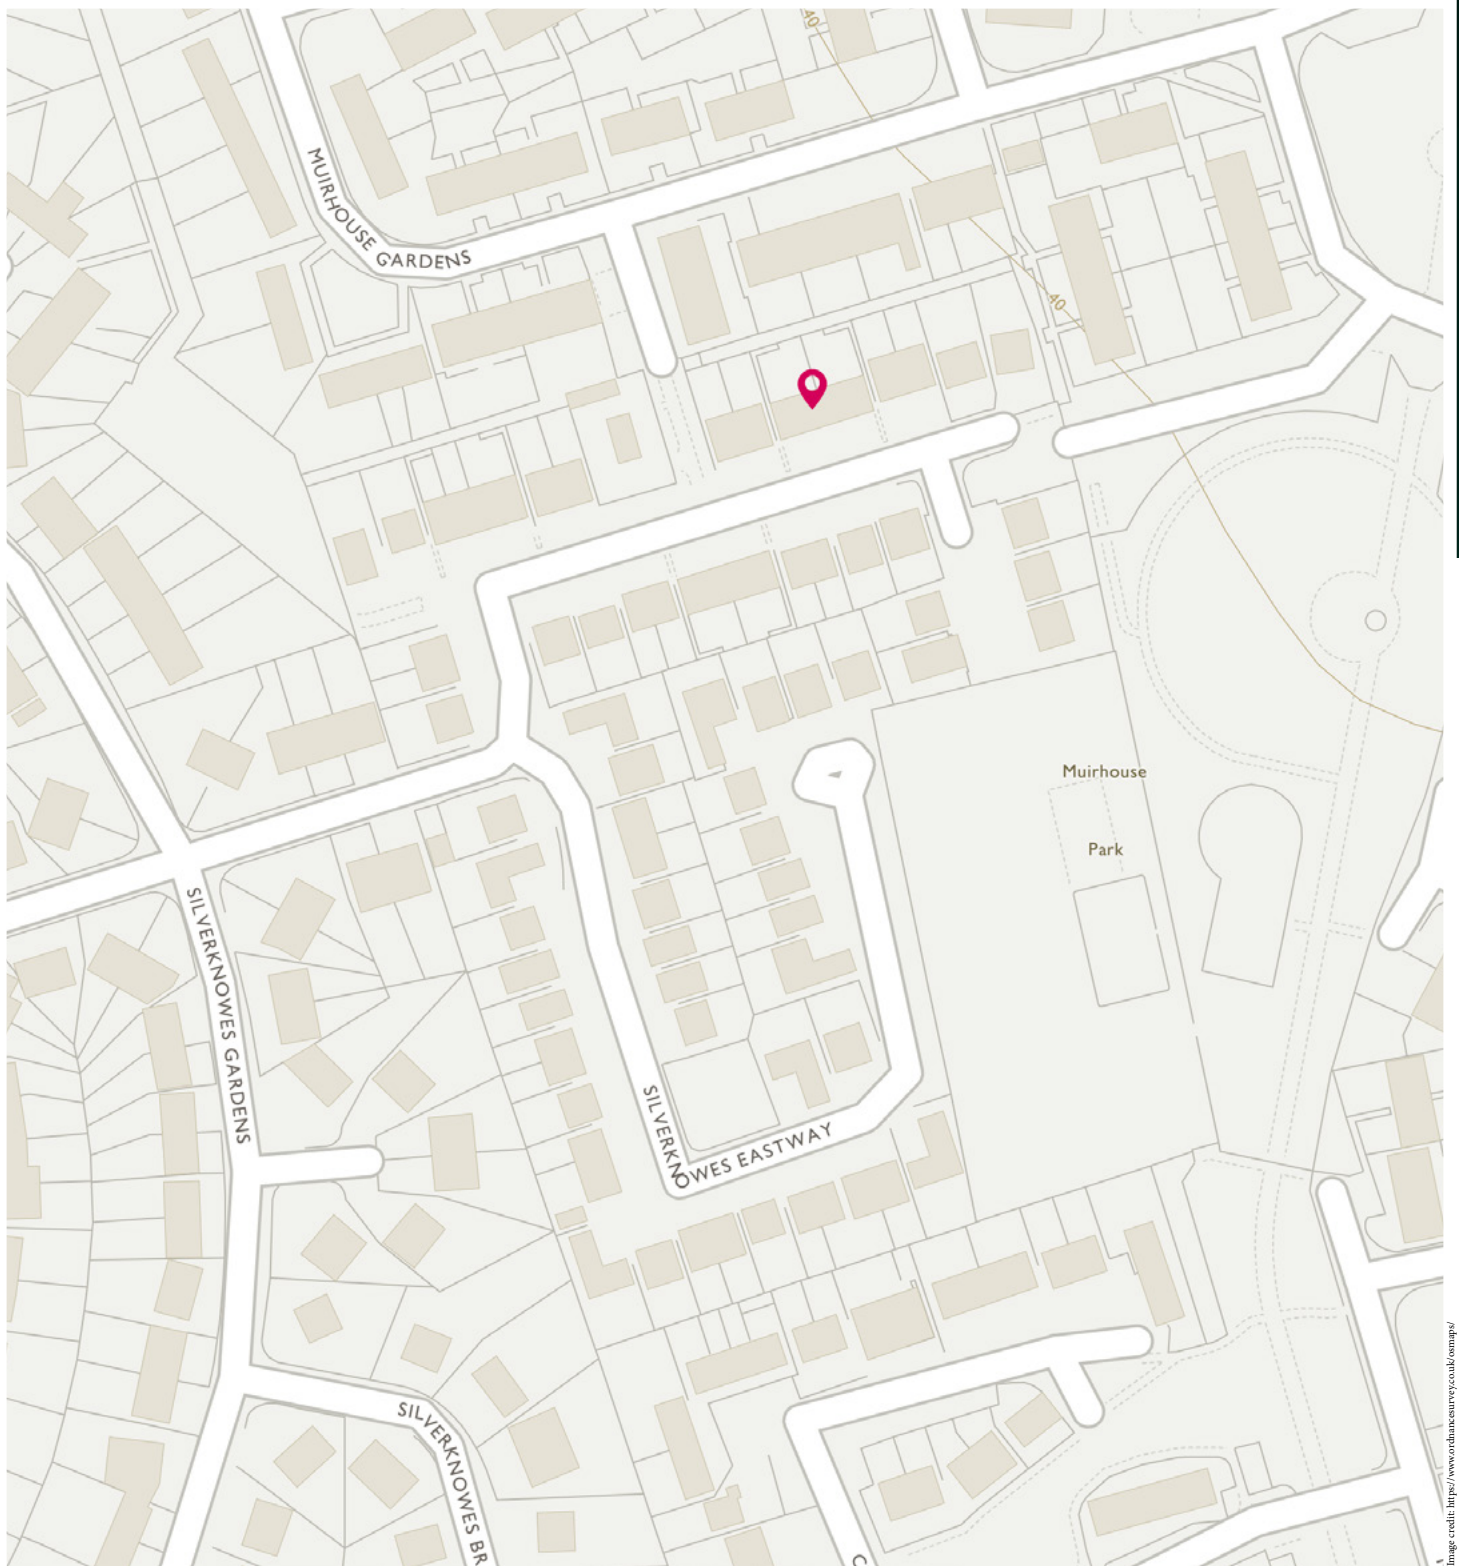 40
MUIRHOUSE GARDENS
40
Muirhouse
Park
SILVERKNOWES GARDENS
SILVERKNOWES EASTWAY
SILVERKNOWES BR
C
Image credit: https://www.ordnancesurvey.co.uk/osmaps/